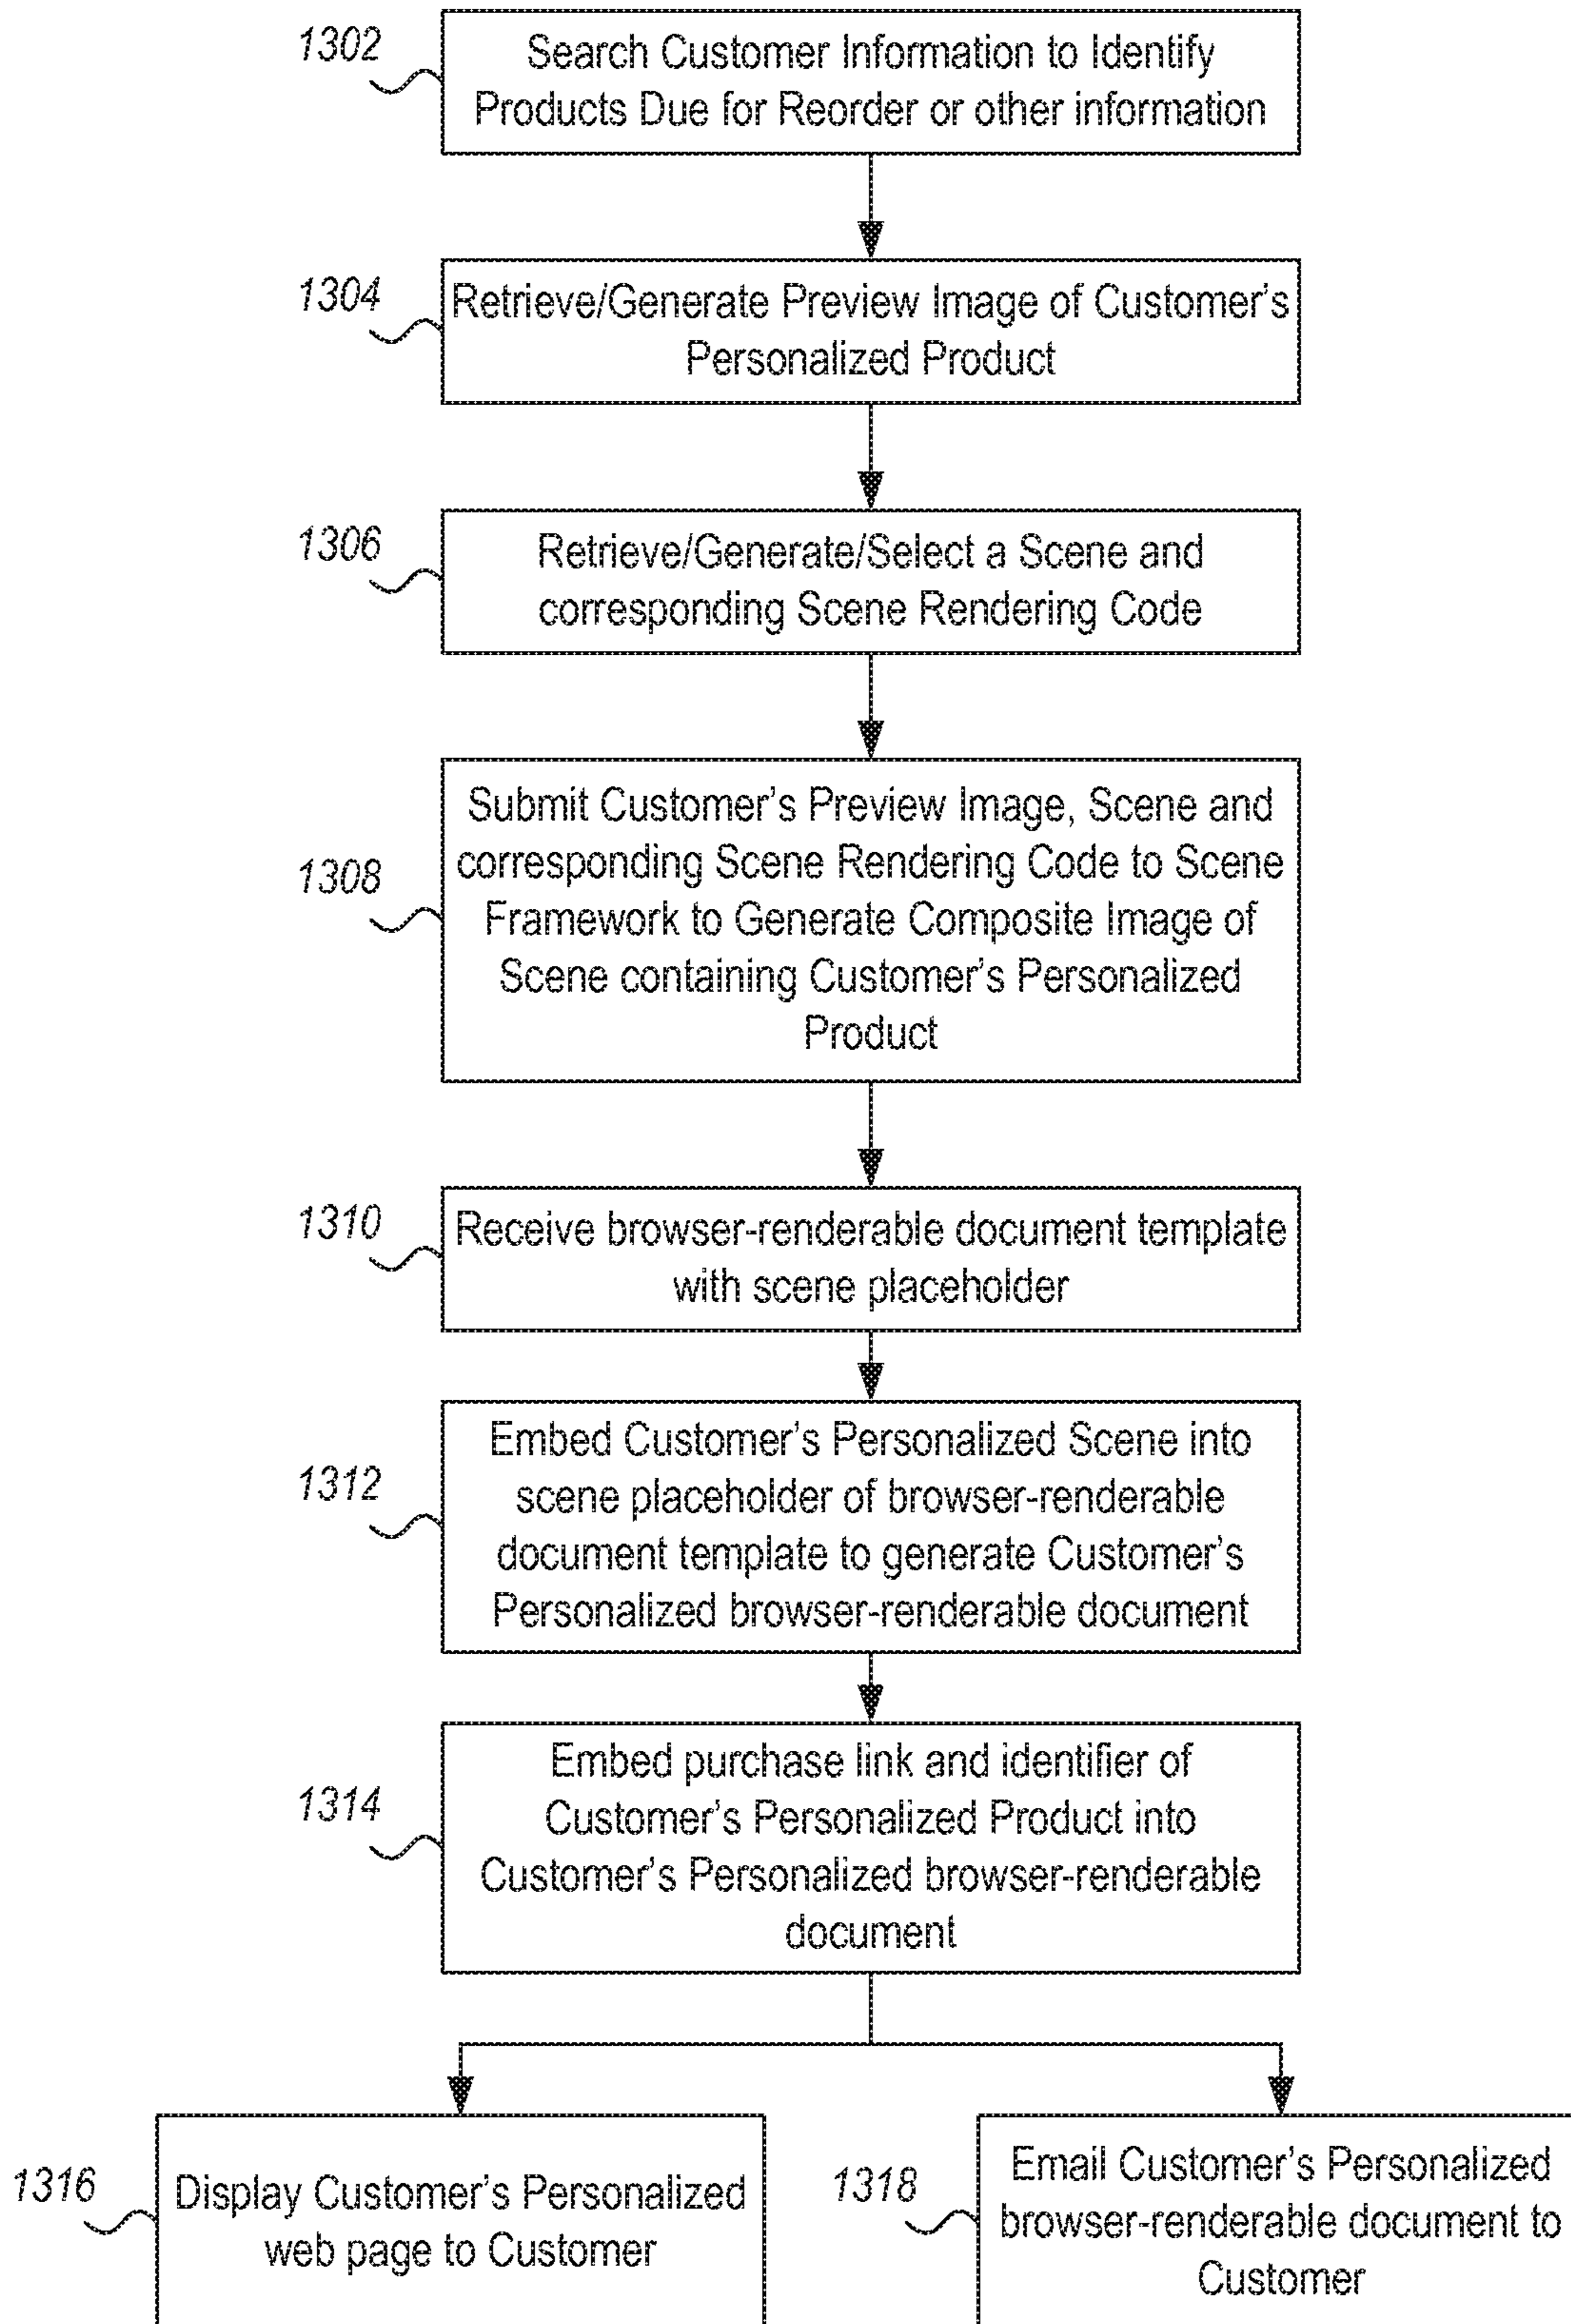 1302
Search Customer Information to Identify
Products Due for Reorder or other information
1304
Retrieve/Generate Preview Image of Customer's
Personalized Product
1306
Retrieve/Generate/Select a Scene and
corresponding Scene Rendering Code
1308
Submit Customer's Preview Image, Scene and
corresponding Scene Rendering Code to Scene
Framework to Generate Composite Image of
Scene containing Customer's Personalized
Product
1310
Receive browser-renderable document template
with scene placeholder
1312
Embed Customer's Personalized Scene into
scene placeholder of browser-renderable
document template to generate Customer's
Personalized browser-renderable document
1314
Embed purchase link and identifier of
Customer's Personalized Product into
Customer's Personalized browser-renderable
document
1316
Display Customer's Personalized
web page to Customer
1318
Email Customer's Personalized
browser-renderable document to
Customer